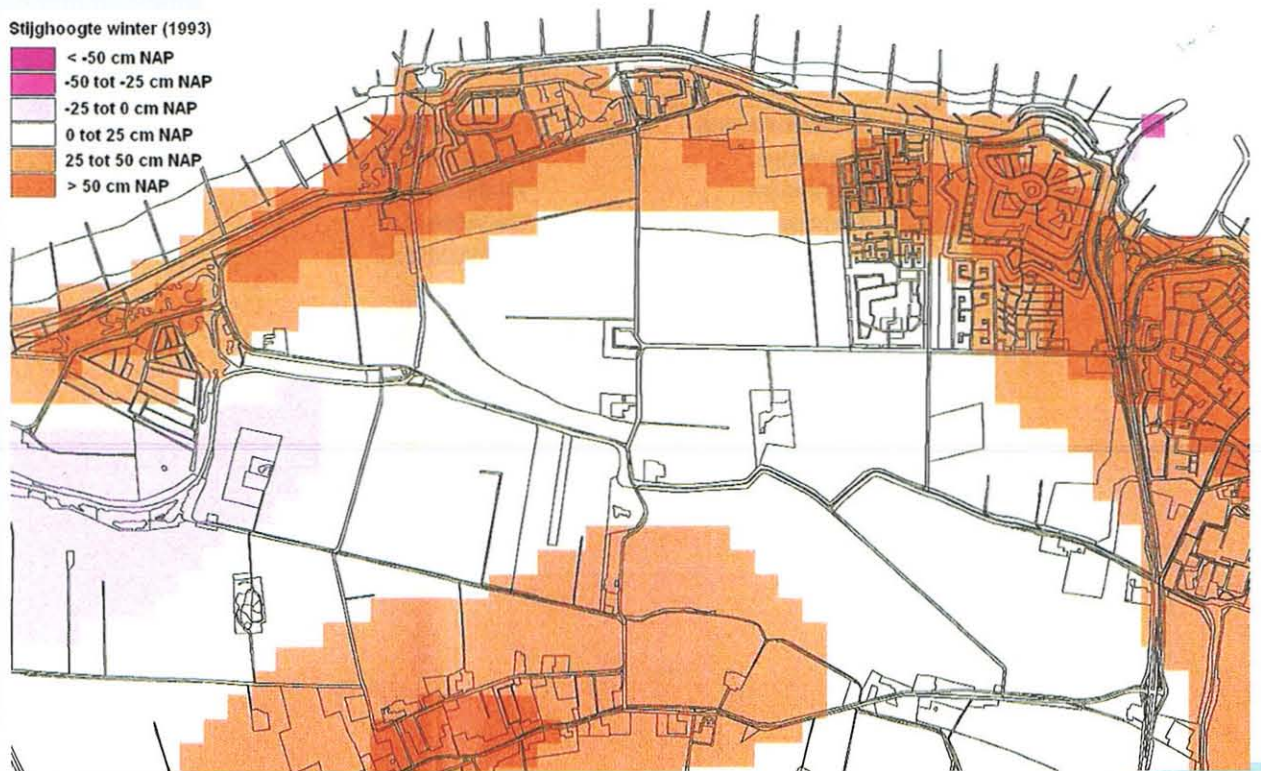 Stijghoogte winter (1993)
< -50 cm NAP
-50 tot -25 cm NAP
-25 tot 0 cm NAP
0 tot 25 cm NAP
25 tot 50 cm NAP
> 50 cm NAP